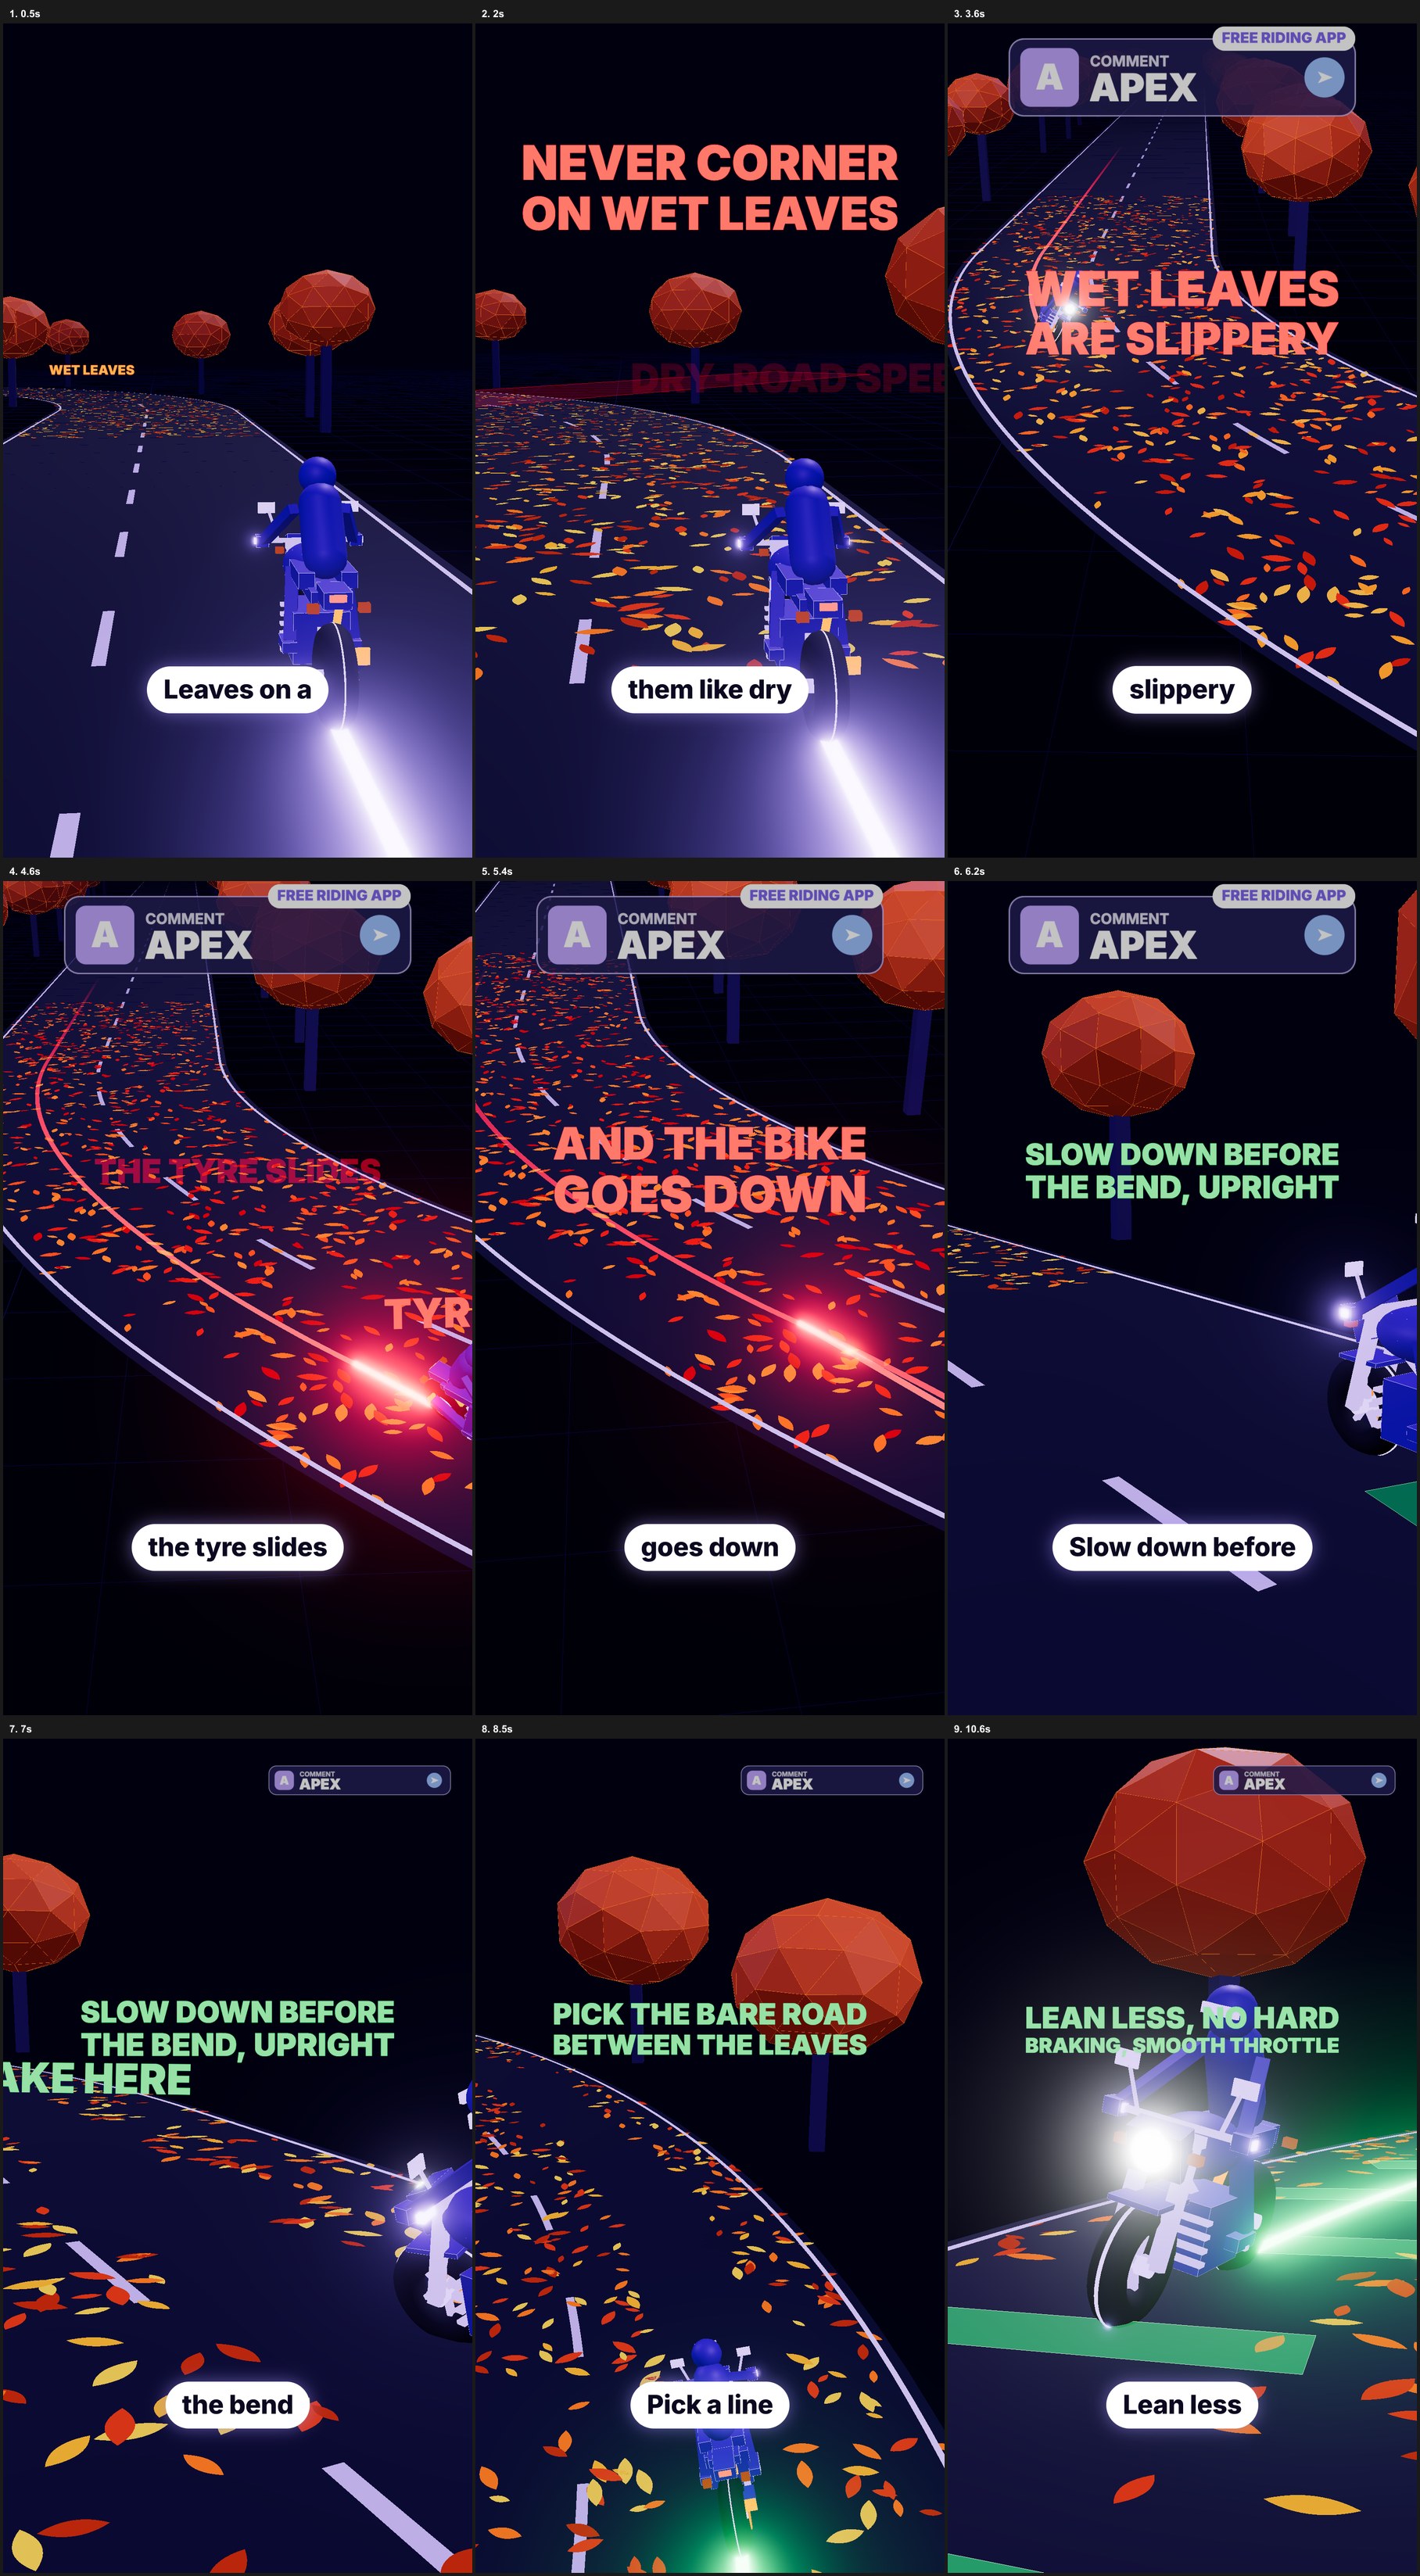 1. 0.5s
WET LEAVES
Leaves on a
2. 2s
NEVER CORNER
ON WET LEAVES
DRY-ROAD SPEE
them like dry
3. 3.6s
FREE RIDING APP
A
COMMENT
APEX
WET LEAVES
ARE SLIPPERY
slippery
4. 4.6s
FREE RIDING APP
A
COMMENT
APEX
THE TYRE SLIDES
TYR
the tyre slides
5. 5.4s
FREE RIDING APP
A
COMMENT
APEX
AND THE BIKE
GOES DOWN
goes down
6. 6.2s
FREE RIDING APP
A
COMMENT
APEX
SLOW DOWN BEFORE
THE BEND, UPRIGHT
Slow down before
7. 7s
A
COMMENT
APEX
SLOW DOWN BEFORE
THE BEND, UPRIGHT
AKE HERE
the bend
8. 8.5s
A
COMMENT
APEX
PICK THE BARE ROAD
BETWEEN THE LEAVES
Pick a line
9. 10.6s
A
COMMENT
APEX
LEAN LESS, NO HARD
BRAKING, SMOOTH THROTTLE
Lean less